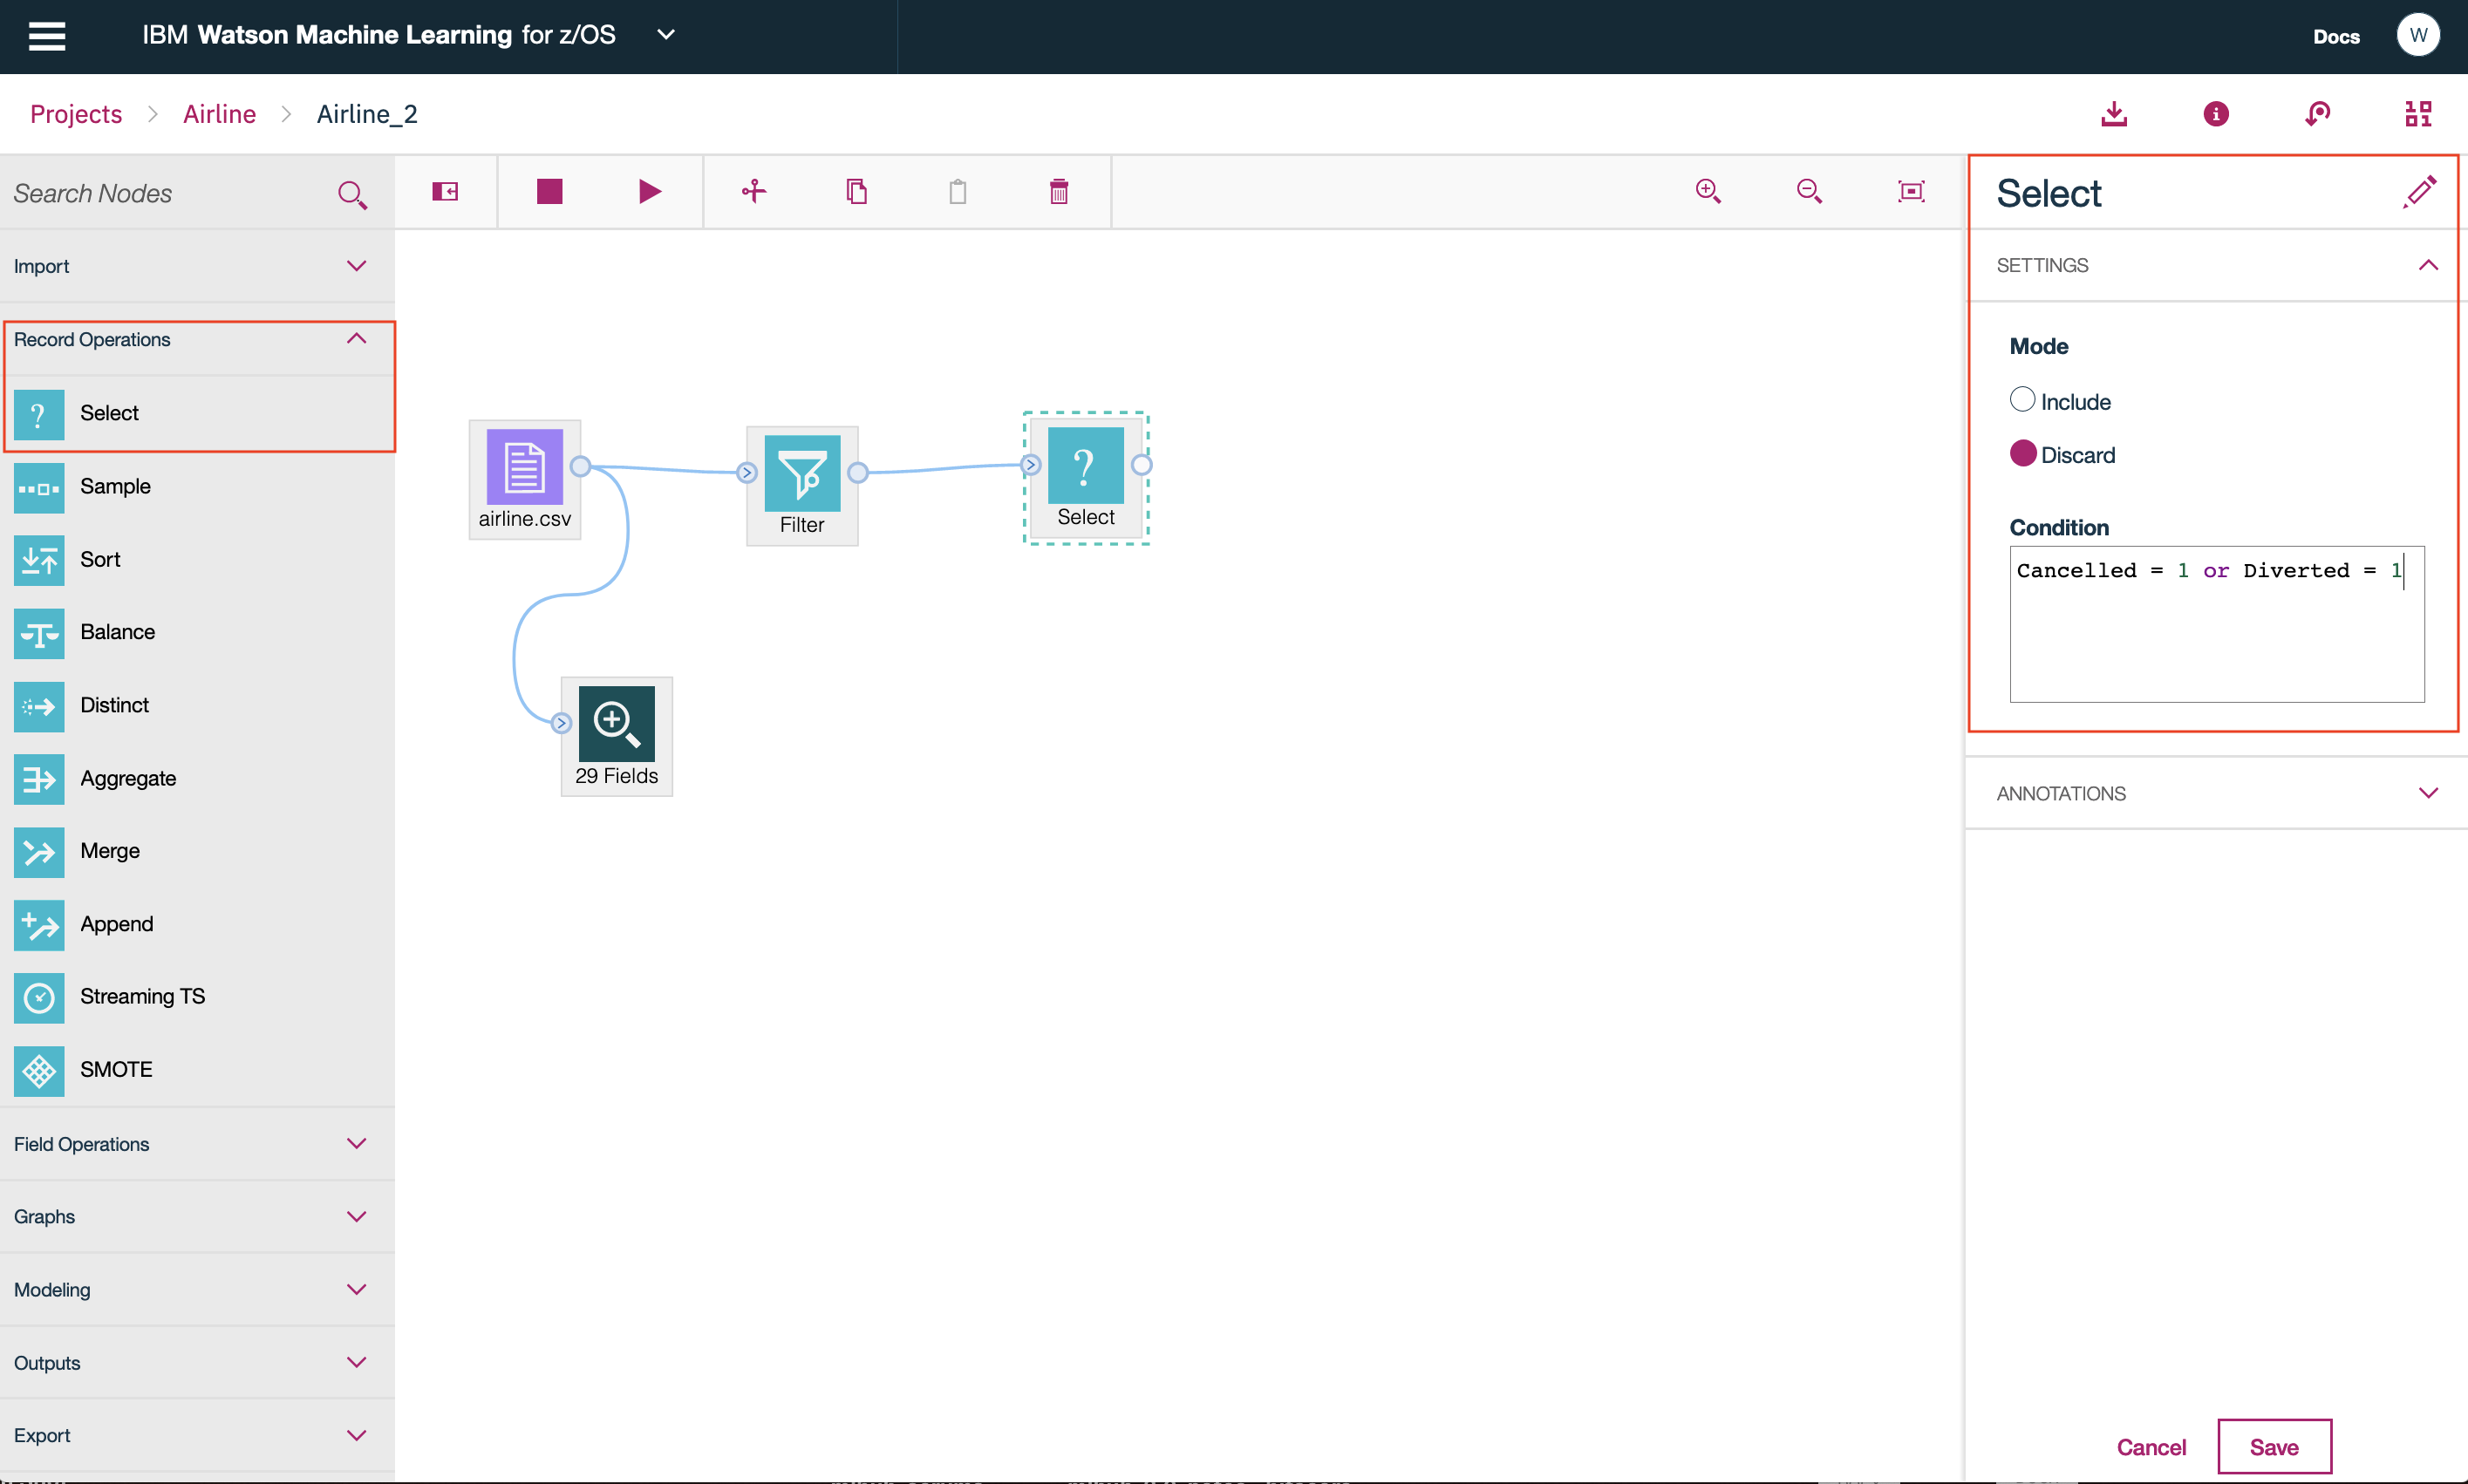 IBM Watson Machine Learning for z/OS
Docs
W
Projects > Airline > Airline_2
Search Nodes
Import
Record Operations
Select
Sample
Sort
Balance
Distinct
Aggregate
Merge
Append
Streaming TS
SMOTE
Field Operations
Graphs
Modeling
Outputs
Export
airline.csv
Filter
Select
29 Fields
Select
SETTINGS
Mode
Include
Discard
Condition
Cancelled = 1 or Diverted = 1
ANNOTATIONS
Cancel
Save